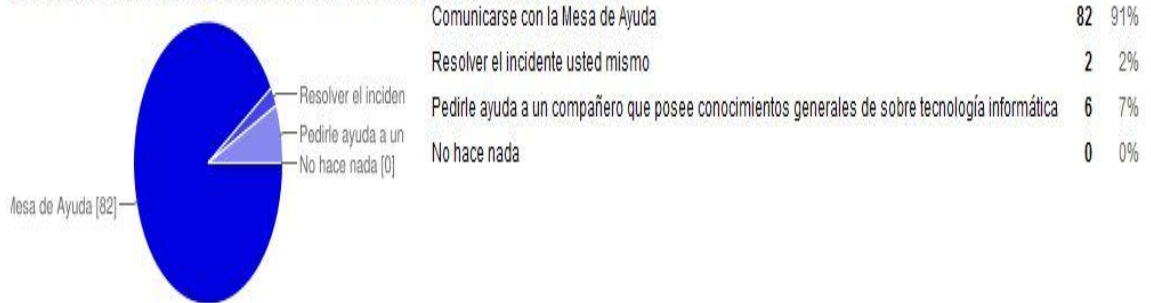 Comunicarse con la Mesa de Ayuda 82 91%
Resolver el incidente usted mismo 2 2%
Pedirle ayuda a un compañero que posee conocimientos generales de sobre tecnología informática 6 7%
No hace nada 0 0%
Resolver el inciden
Pedirle ayuda a un
No hace nada [0]
Mesa de Ayuda [82]